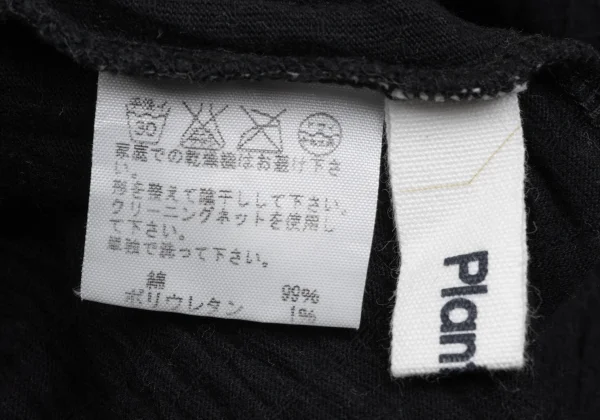 手洗イ
30
家庭での乾燥機はお避け下さ
い。
形を整えて陰干しして下さい。
クリーニングネットを使用し
て下さい。
単独で洗って下さい。
綿 99%
ポリウレタン 1%
Plan